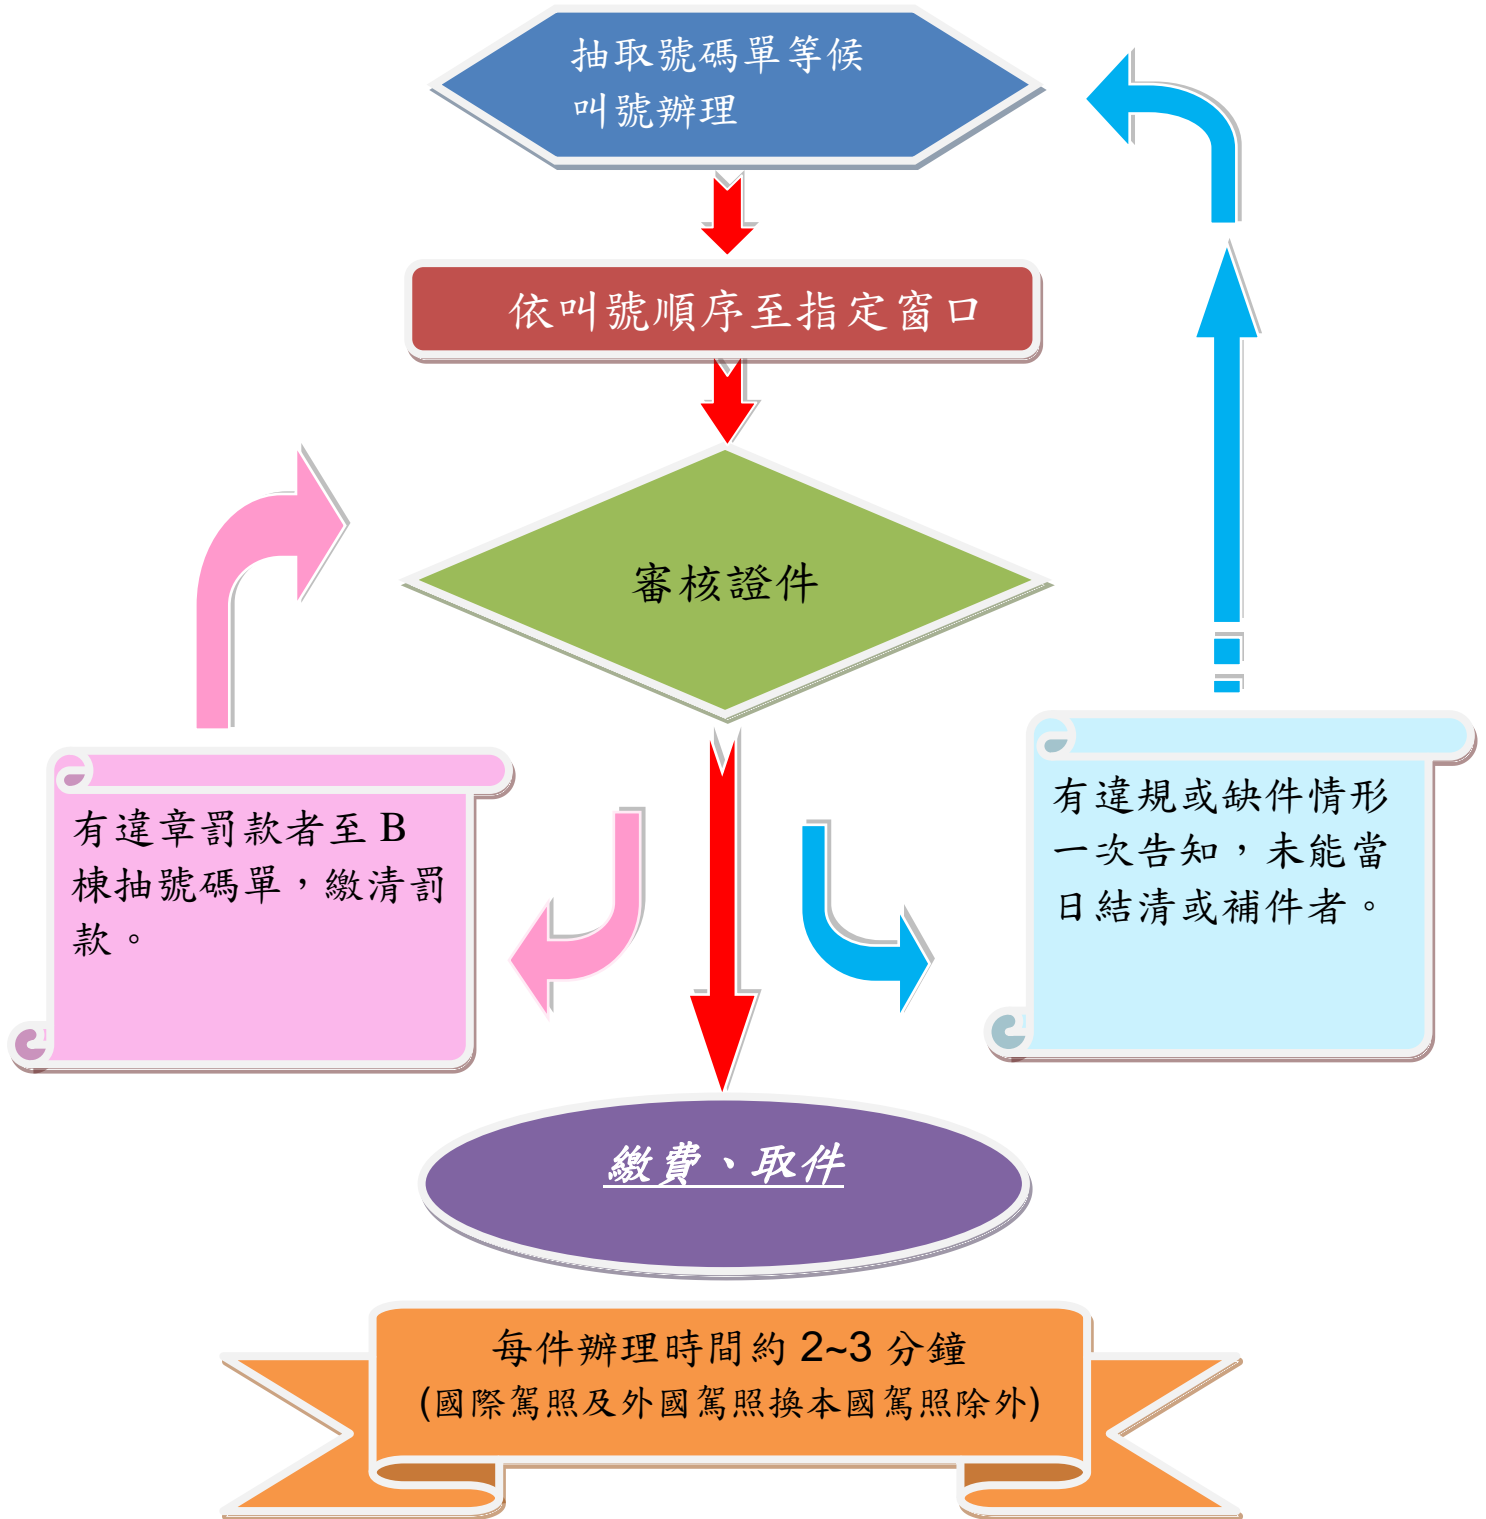 抽取號碼單等候
叫號辦理
依叫號順序至指定窗口
審核證件
有違章罰款者至 B
棟抽號碼單，繳清罰
款。
有違規或缺件情形
一次告知，未能當
日結清或補件者。
繳費、取件
每件辦理時間約 2~3 分鐘
(國際駕照及外國駕照換本國駕照除外)